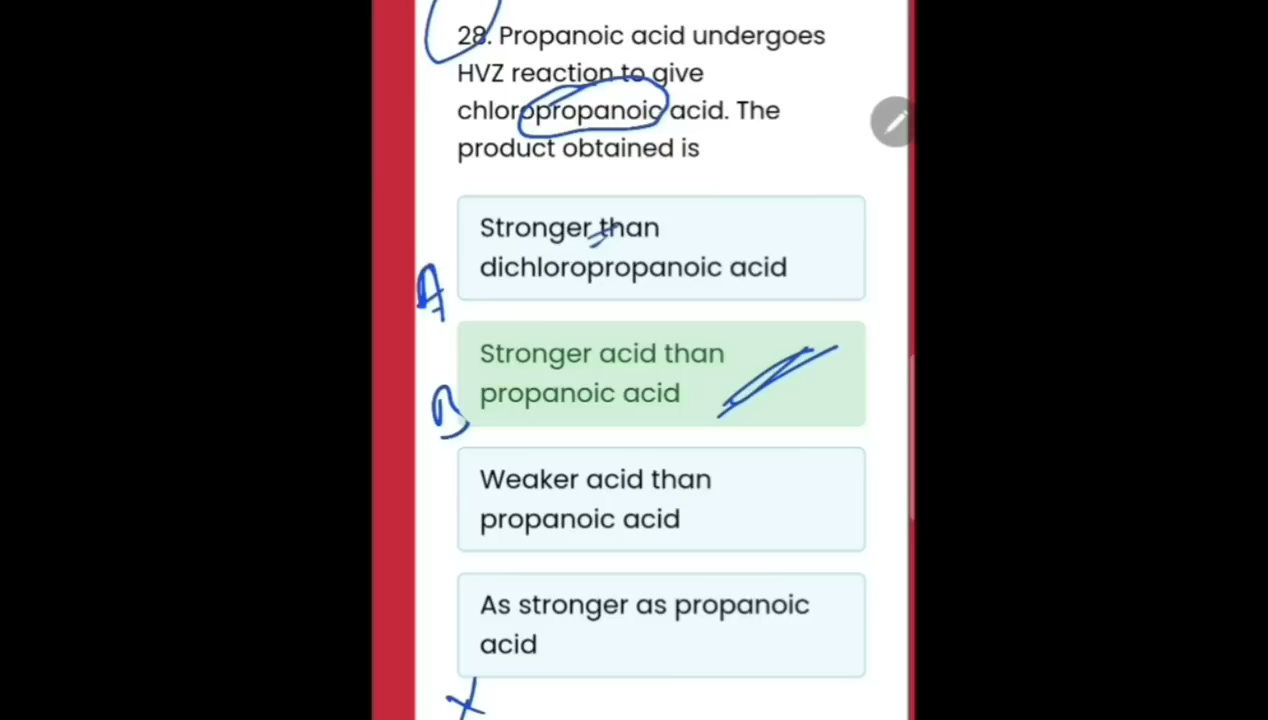 28. Propanoic acid undergoes
HVZ reaction to give
chloropropanoic acid. The
product obtained is
Stronger than
dichloropropanoic acid
A
Stronger acid than
propanoic acid
B
Weaker acid than
propanoic acid
As stronger as propanoic
acid